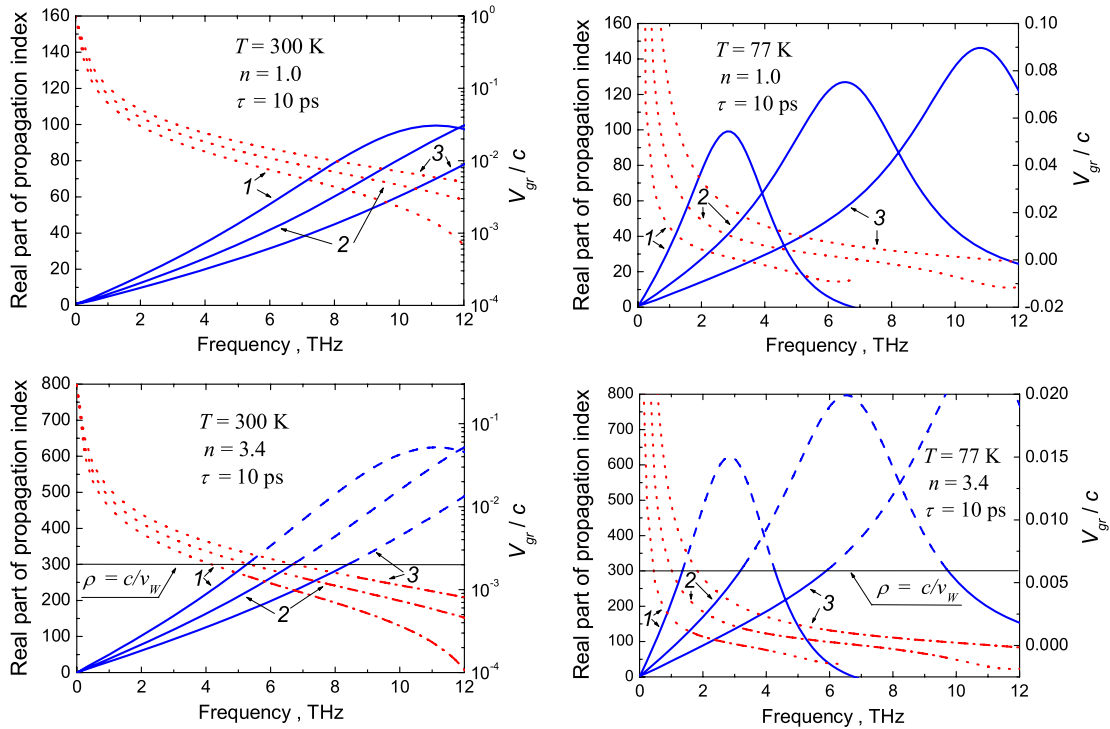 160
140
120
100
80
60
40
20
0
Real part of propagation index
T = 300 K
n = 1.0
τ = 10 ps
1
2
3
10^0
10^-1
10^-2
10^-3
10^-4
V_gr / c
0 2 4 6 8 10 12
Frequency , THz
160
140
120
100
80
60
40
20
0
Real part of propagation index
T = 77 K
n = 1.0
τ = 10 ps
1
2
3
0.10
0.08
0.06
0.04
0.02
0.00
-0.02
V_gr / c
0 2 4 6 8 10 12
Frequency , THz
800
700
600
500
400
300
200
100
0
Real part of propagation index
T = 300 K
n = 3.4
τ = 10 ps
ρ = c/v_W
1
2
3
10^-1
10^-2
10^-3
10^-4
V_gr / c
0 2 4 6 8 10 12
Frequency , THz
800
700
600
500
400
300
200
100
0
Real part of propagation index
T = 77 K
n = 3.4
τ = 10 ps
ρ = c/v_W
1
2
3
0.020
0.015
0.010
0.005
0.000
V_gr / c
0 2 4 6 8 10 12
Frequency , THz